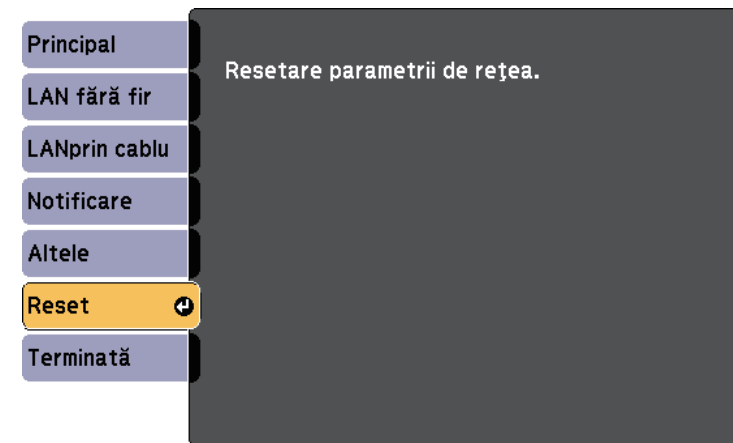 Principal
LAN fără fir
LANprin cablu
Notificare
Altele
Reset
Terminată
Resetare parametrii de reţea.